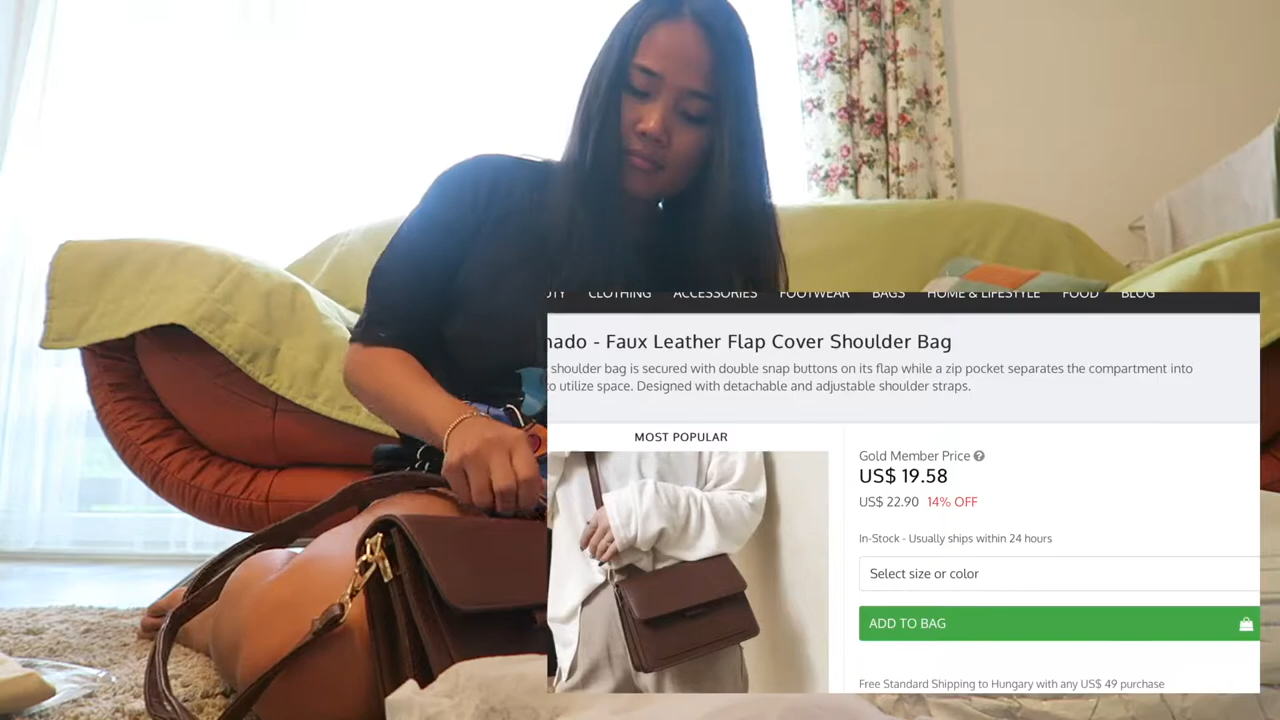 CLOTHING ACCESSORIES FOOTWEAR BAGS HOME & LIFESTYLE FOOD BLOG
- Faux Leather Flap Cover Shoulder Bag
shoulder bag is secured with double snap buttons on its flap while a zip pocket separates the compartment into
to utilize space. Designed with detachable and adjustable shoulder straps.
MOST POPULAR
Gold Member Price
US$ 19.58
US$ 22.90 14% OFF
In-Stock - Usually ships within 24 hours
Select size or color
ADD TO BAG
Free Standard Shipping to Hungary with any US$ 49 purchase